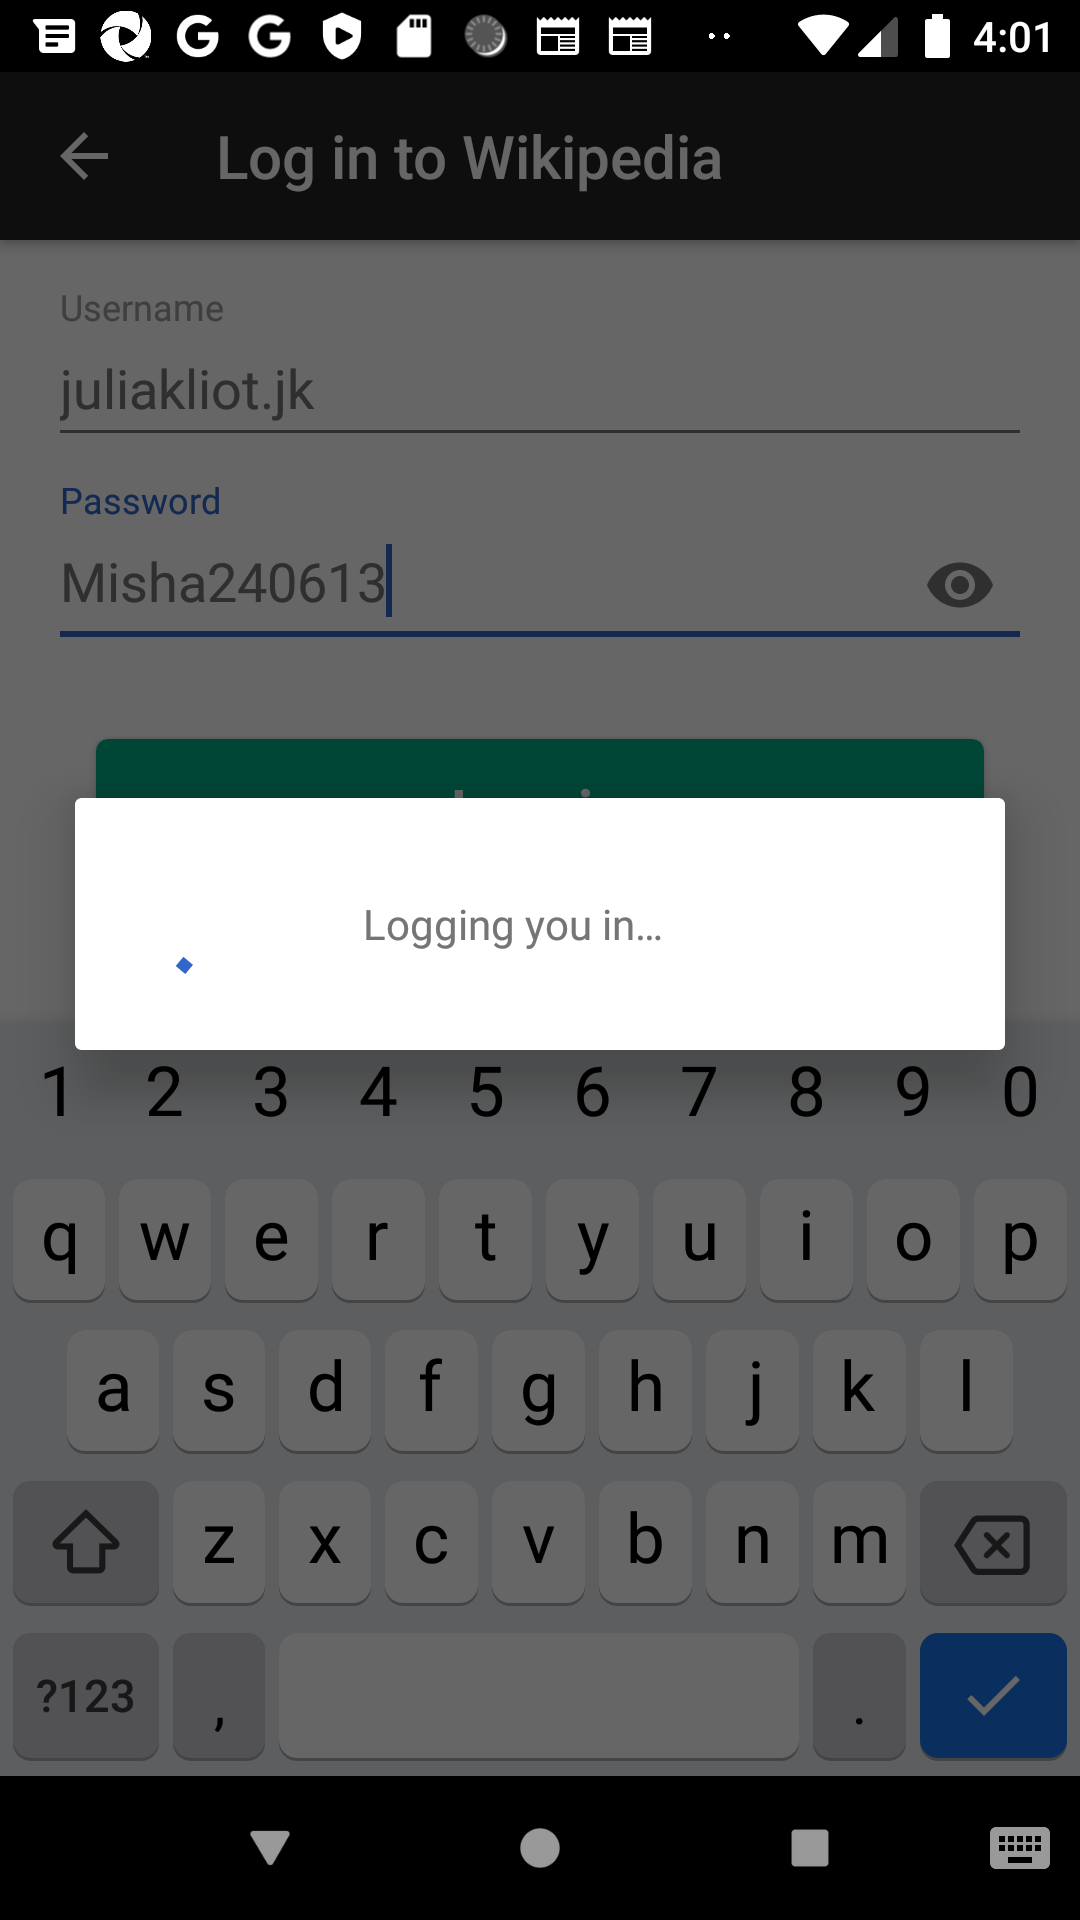 4:01
Log in to Wikipedia
Username
juliakliot.jk
Password
Misha240613
Logging you in…
1 2 3 4 5 6 7 8 9 0
q w e r t y u i o p
a s d f g h j k l
z x c v b n m
?123 , .